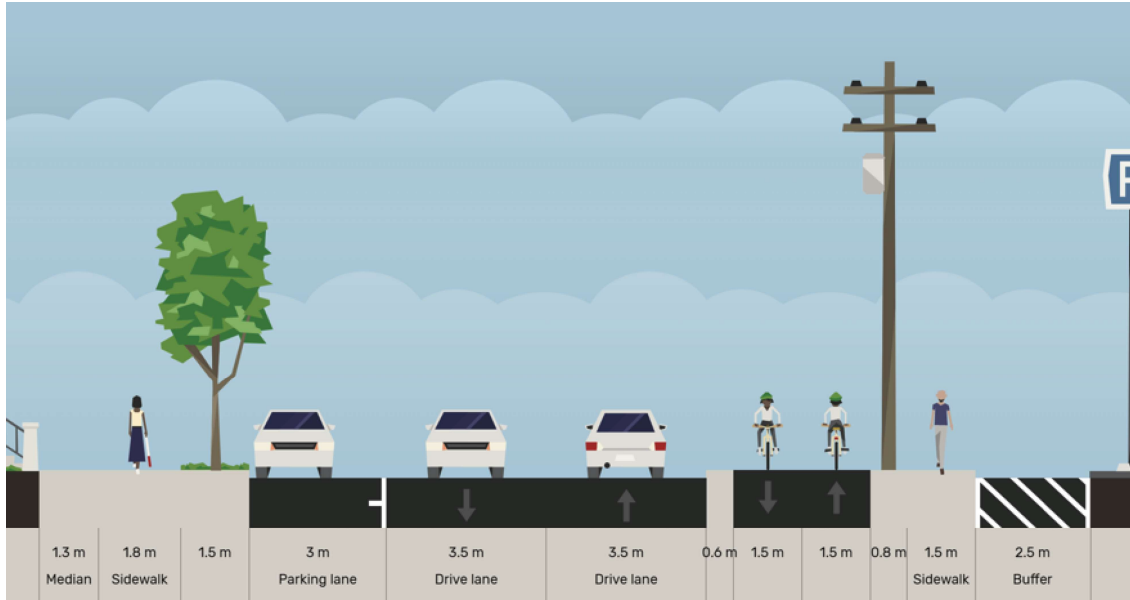 P
1.3 m 1.8 m 1.5 m 3 m 3.5 m 3.5 m 0.6 m 1.5 m 1.5 m 0.8 m 1.5 m 2.5 m
Median Sidewalk Parking lane Drive lane Drive lane Sidewalk Buffer